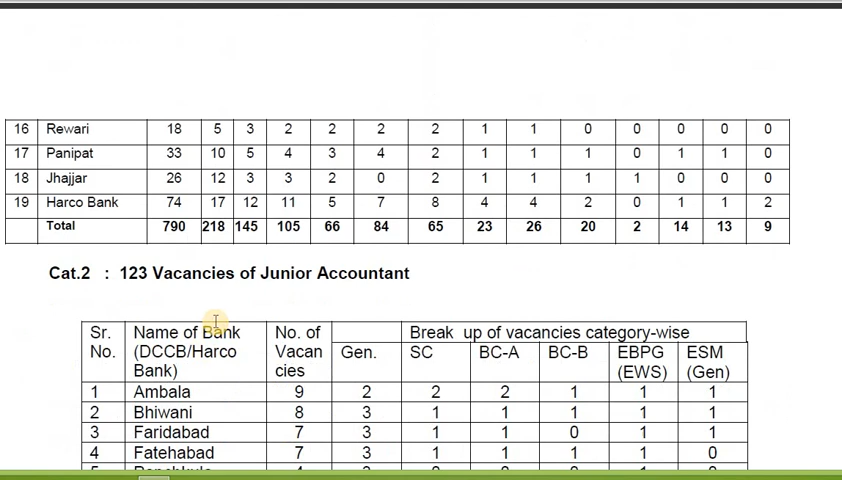 16 Rewari 18 5 3 2 2 2 2 1 1 0 0 0 0 0
17 Panipat 33 10 5 4 3 4 2 1 1 1 0 1 1 0
18 Jhajjar 26 12 3 3 2 0 2 1 1 1 1 0 0 0
19 Harco Bank 74 17 12 11 5 7 8 4 4 2 0 1 1 2
Total 790 218 145 105 66 84 65 23 26 20 2 14 13 9
Cat.2 : 123 Vacancies of Junior Accountant
Sr. Name of Bank No. of Break up of vacancies category-wise
No. (DCCB/Harco Vacan Gen. SC BC-A BC-B EBPG ESM
Bank) cies (EWS) (Gen)
1 Ambala 9 2 2 2 1 1 1
2 Bhiwani 8 3 1 1 1 1 1
3 Faridabad 7 3 1 1 0 1 1
4 Fatehabad 7 3 1 1 1 1 0